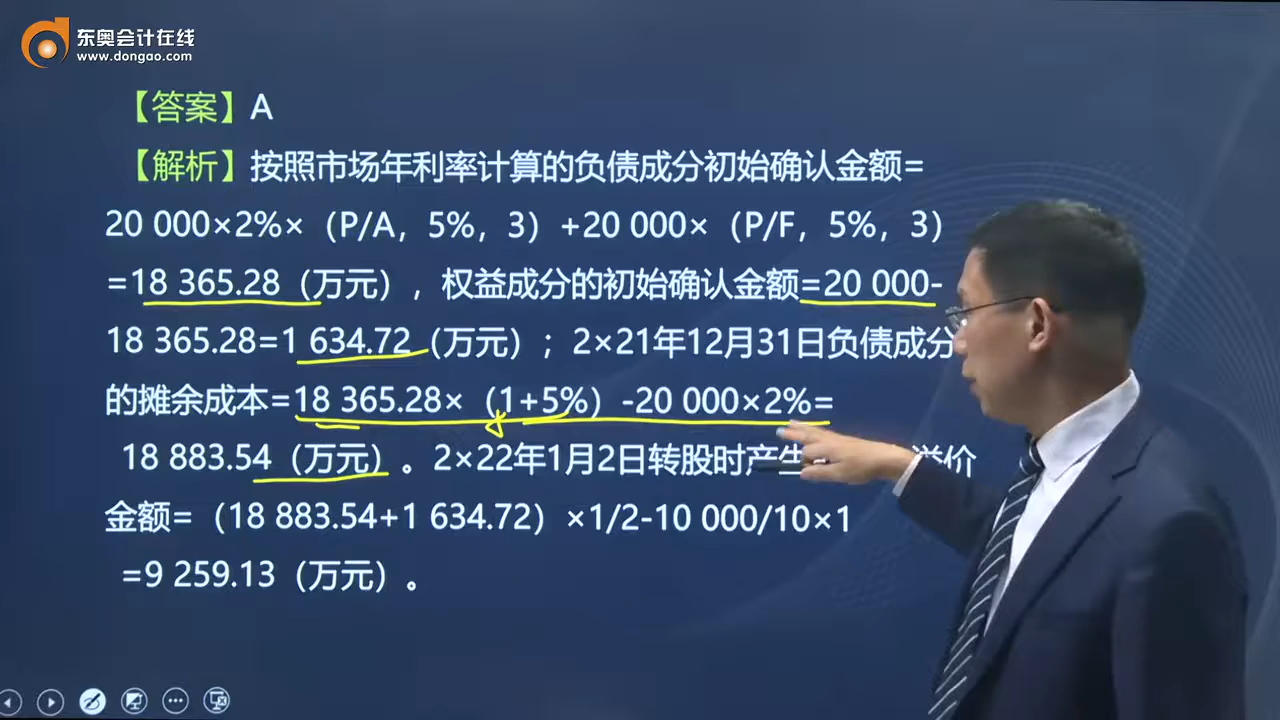 东奥会计在线
www.dongao.com
【答案】A
【解析】按照市场年利率计算的负债成分初始确认金额=
20 000×2%×（P/A，5%，3）+20 000×（P/F，5%，3）
=18 365.28（万元），权益成分的初始确认金额=20 000-
18 365.28=1 634.72（万元）；2×21年12月31日负债成分
的摊余成本=18 365.28×（1+5%）-20 000×2%=
18 883.54（万元）。2×22年1月2日转股时产生 溢价
金额=（18 883.54+1 634.72）×1/2-10 000/10×1
=9 259.13（万元）。